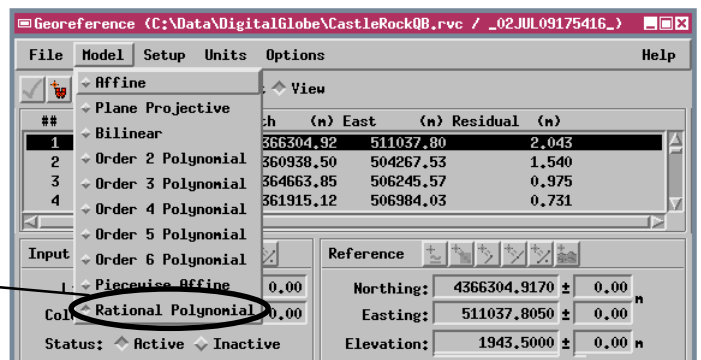 Georeference (C:\Data\DigitalGlobe\CastleRockQB.rvc / _02JUL09175416_)
File Model Setup Units Options Help
Affine
View
Plane Projective
## (m) East (m) Residual (m)
Bilinear
1 366304.92 511037.80 2.043
Order 2 Polynomial
2 360938.50 504267.53 1.540
Order 3 Polynomial
3 364663.85 506245.57 0.975
Order 4 Polynomial
4 361915.12 506984.03 0.731
Order 5 Polynomial
Input Reference
Order 6 Polynomial
Piecewise Affine
0.00 Northing: 4366304.9170 ± 0.00 m
Rational Polynomial
0.00 Easting: 511037.8050 ± 0.00
Status: Active Inact Elevation: 1943.5000 ± 0.00 m